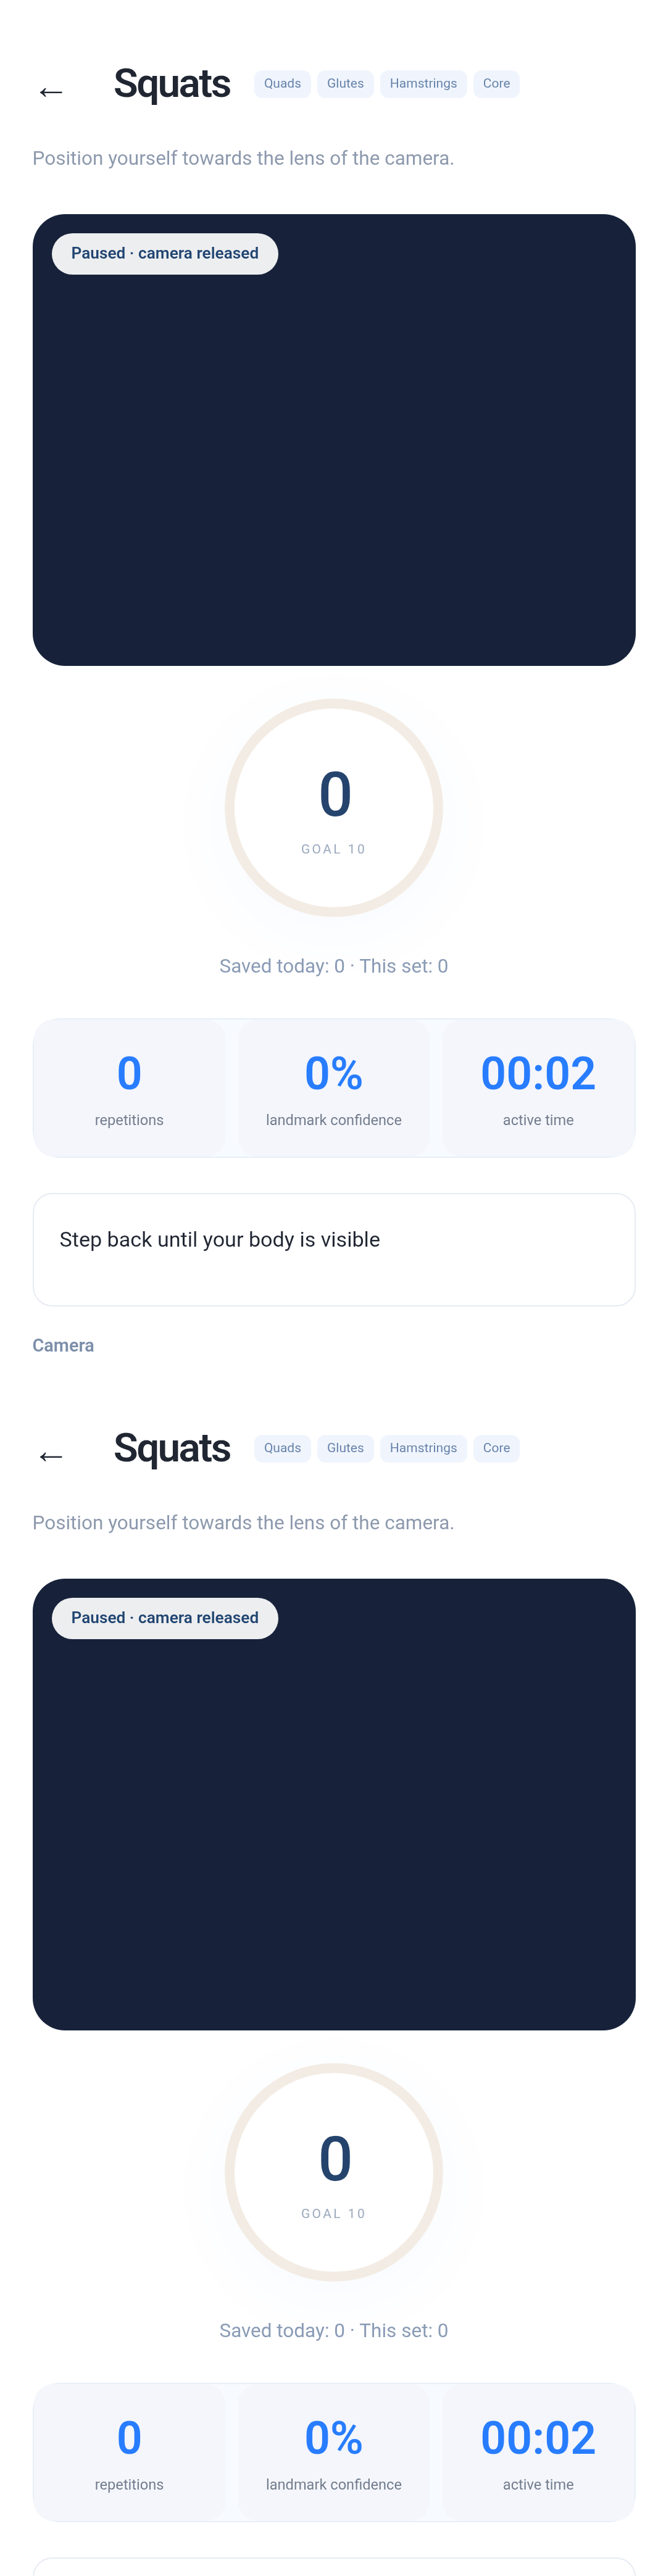 ← Squats Quads Glutes Hamstrings Core
Position yourself towards the lens of the camera.
Paused · camera released
0
GOAL 10
Saved today: 0 · This set: 0
0 0% 00:02
repetitions landmark confidence active time
Step back until your body is visible
Camera
← Squats Quads Glutes Hamstrings Core
Position yourself towards the lens of the camera.
Paused · camera released
0
GOAL 10
Saved today: 0 · This set: 0
0 0% 00:02
repetitions landmark confidence active time